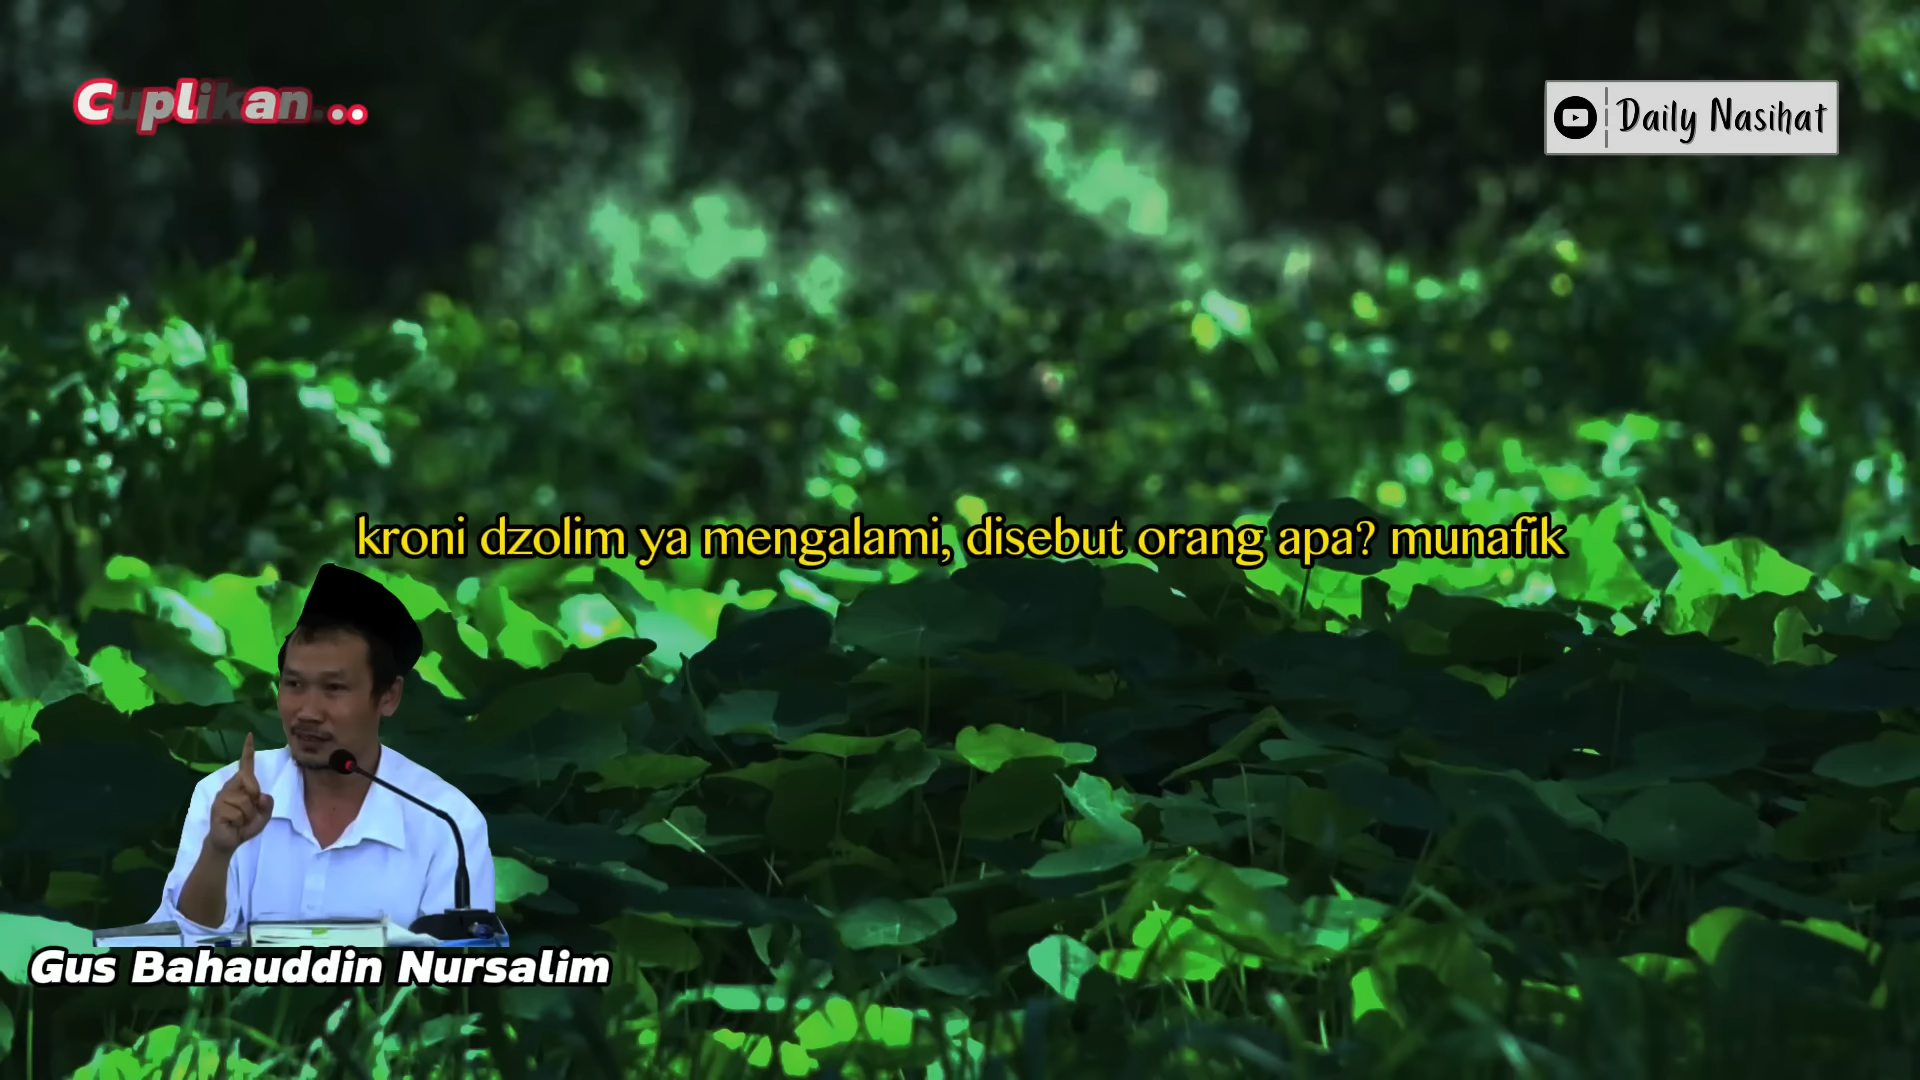 Cuplikan...
Daily Nasihat
kroni dzolim ya mengalami, disebut orang apa? munafik
Gus Bahauddin Nursalim